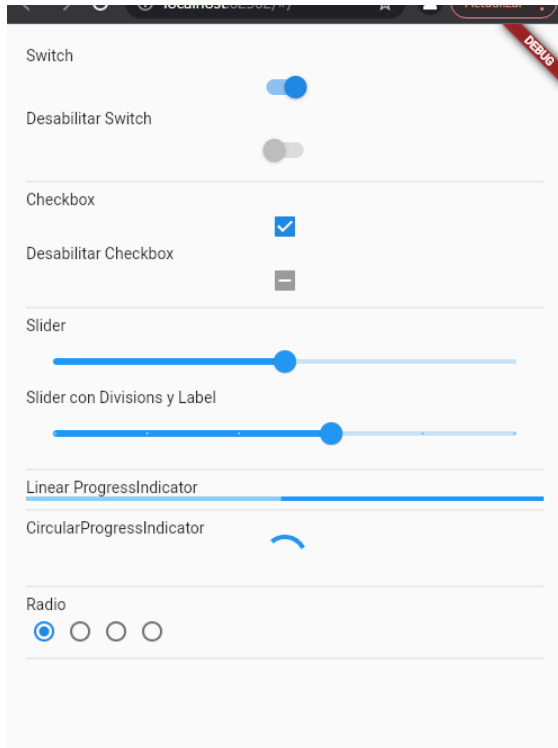 Switch
DEBUG
Desabilitar Switch
Checkbox
Desabilitar Checkbox
Slider
Slider con Divisions y Label
Linear ProgressIndicator
CircularProgressIndicator
Radio